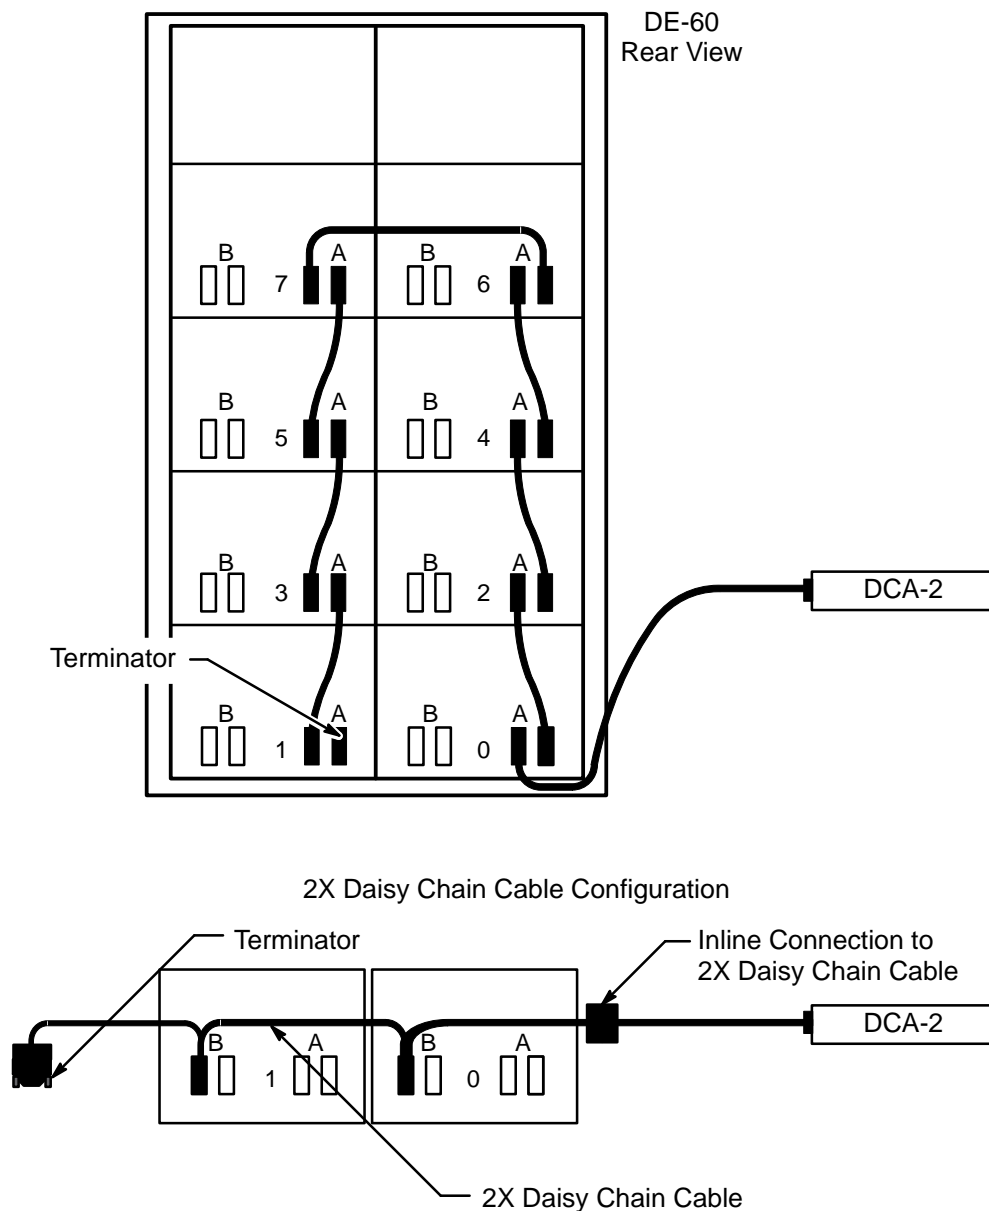 DE-60
Rear View
B A B A
7 6
B A B A
5 4
B A B A
3 2
DCA-2
Terminator
B A B A
1 0
2X Daisy Chain Cable Configuration
Terminator
Inline Connection to
2X Daisy Chain Cable
DCA-2
B A B A
1 0
2X Daisy Chain Cable